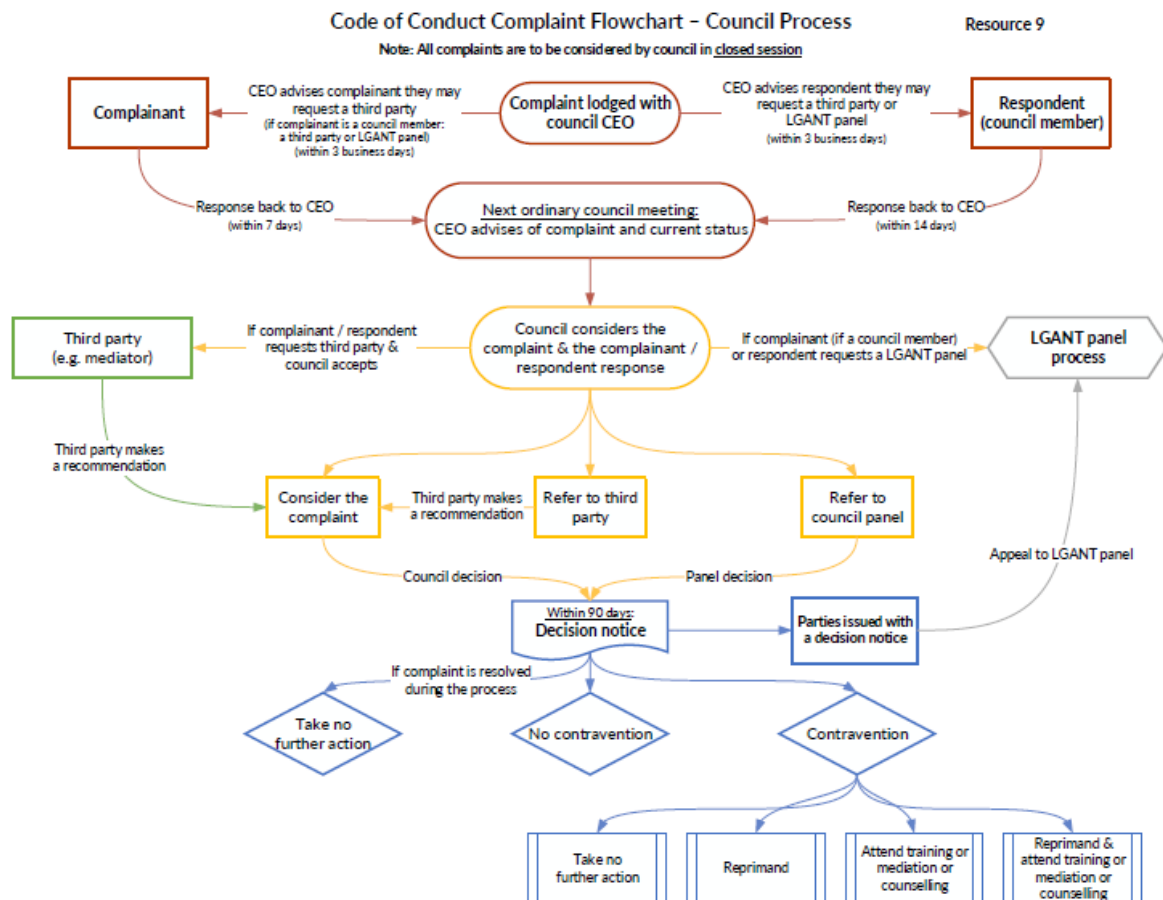 Code of Conduct Complaint Flowchart – Council Process
Resource 9
Note: All complaints are to be considered by council in closed session
Complainant
CEO advises complainant they may
request a third party
(if complainant is a council member:
a third party or LGANT panel)
(within 3 business days)
Complaint lodged with
council CEO
CEO advises respondent they may
request a third party or
LGANT panel
(within 3 business days)
Respondent
(council member)
Response back to CEO
(within 7 days)
Next ordinary council meeting:
CEO advises of complaint and current status
Response back to CEO
(within 14 days)
Third party
(e.g. mediator)
If complainant / respondent
requests third party &
council accepts
Council considers the
complaint & the complainant /
respondent response
If complainant (if a council member)
or respondent requests a LGANT panel
LGANT panel
process
Third party makes
a recommendation
Consider the
complaint
Third party makes
a recommendation
Refer to third
party
Refer to
council panel
Appeal to LGANT panel
Council decision
Panel decision
Within 90 days:
Decision notice
Parties issued with
a decision notice
If complaint is resolved
during the process
Take no
further action
No contravention
Contravention
Take no
further action
Reprimand
Attend training or
mediation or
counselling
Reprimand &
attend training or
mediation or
counselling